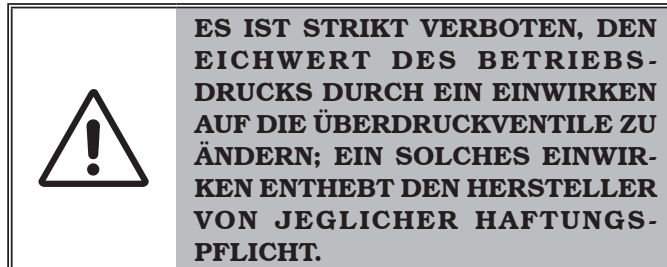 ES IST STRIKT VERBOTEN, DEN
EICHWERT DES BETRIEBS-
DRUCKS DURCH EIN EINWIRKEN
AUF DIE ÜBERDRUCKVENTILE ZU
ÄNDERN; EIN SOLCHES EINWIR-
KEN ENTHEBT DEN HERSTELLER
VON JEGLICHER HAFTUNGS-
PFLICHT.